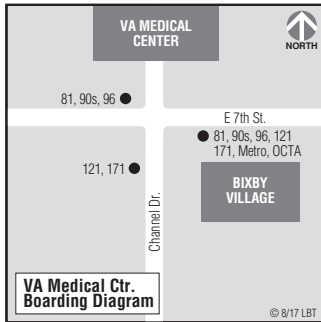 VA MEDICAL
CENTER
NORTH
81, 90s, 96
E 7th St.
81, 90s, 96, 121
171, Metro, OCTA
121, 171
BIXBY
VILLAGE
Channel Dr.
VA Medical Ctr.
Boarding Diagram
© 8/17 LBT